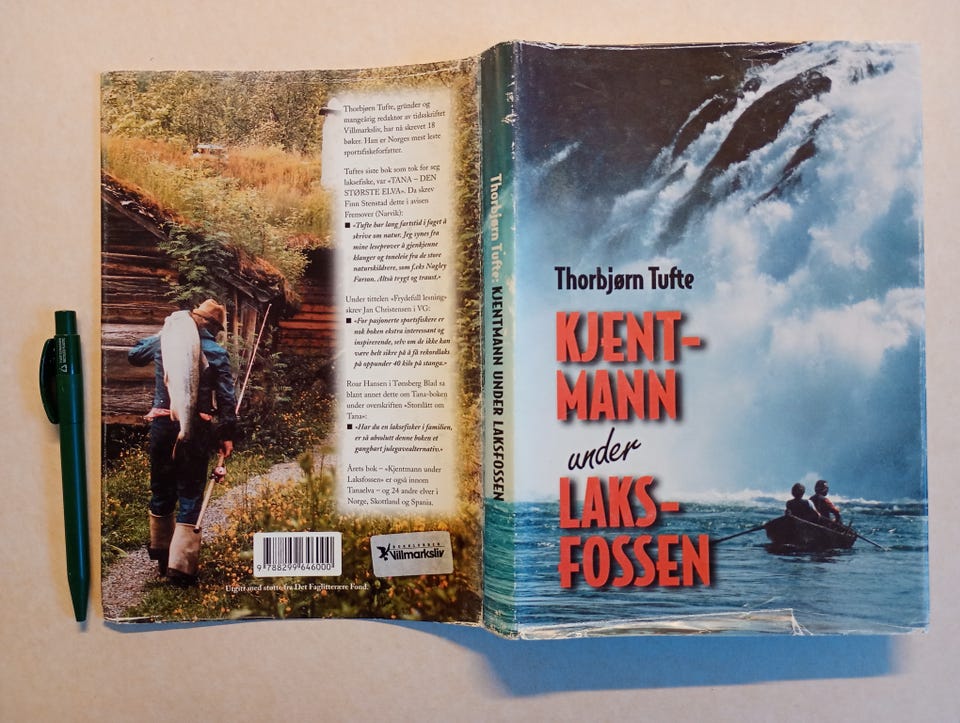 Thorbjørn Tufte, gründer og
mangeårig redaktør av tidsskriftet
Villmarksliv, har nå skrevet 18
bøker. Han er Norges mest leste
sportsfiskeforfatter.
Tuftes siste bok som tok for seg
laksefiske, var «TANA – DEN
STØRSTE ELVA». Da skrev
Finn Stenstad dette i avisen
Fremover (Narvik):
■ «Tufte har lang fartstid i faget å
skrive om natur. Jeg synes fra
mine leseprøver å gjenkjenne
klanger og toneleie fra de store
naturskildrere, som f.eks Nagley
Farson. Altså trygt og traust.»
Under tittelen «Frydefull lesning»
skrev Jan Christensen i VG:
■ «For pasjonerte sportsfiskere er
nok boken ekstra interessant og
inspirerende, selv om de ikke kan
være helt sikre på å få rekordlaks
på oppunder 40 kilo på stanga.»
Roar Hansen i Tønsberg Blad sa
blant annet dette om Tana-boken
under overskriften «Storslått om
Tana»:
■ «Har du en laksefisker i familien,
er så absolutt denne boken et
gangbart julegavealternativ.»
Årets bok – «Kjentmann under
Laksfossen» er også innom
Tanaelva – og 24 andre elver i
Norge, Skottland og Spania.
9 788299 646000
BOKKLUBBEN
Villmarksliv
Utgitt med støtte fra Det Faglitterære Fond.
Thorbjørn Tufte: KJENTMANN UNDER LAKSFOSSEN
Thorbjørn Tufte
KJENT-
MANN
under
LAKS-
FOSSEN